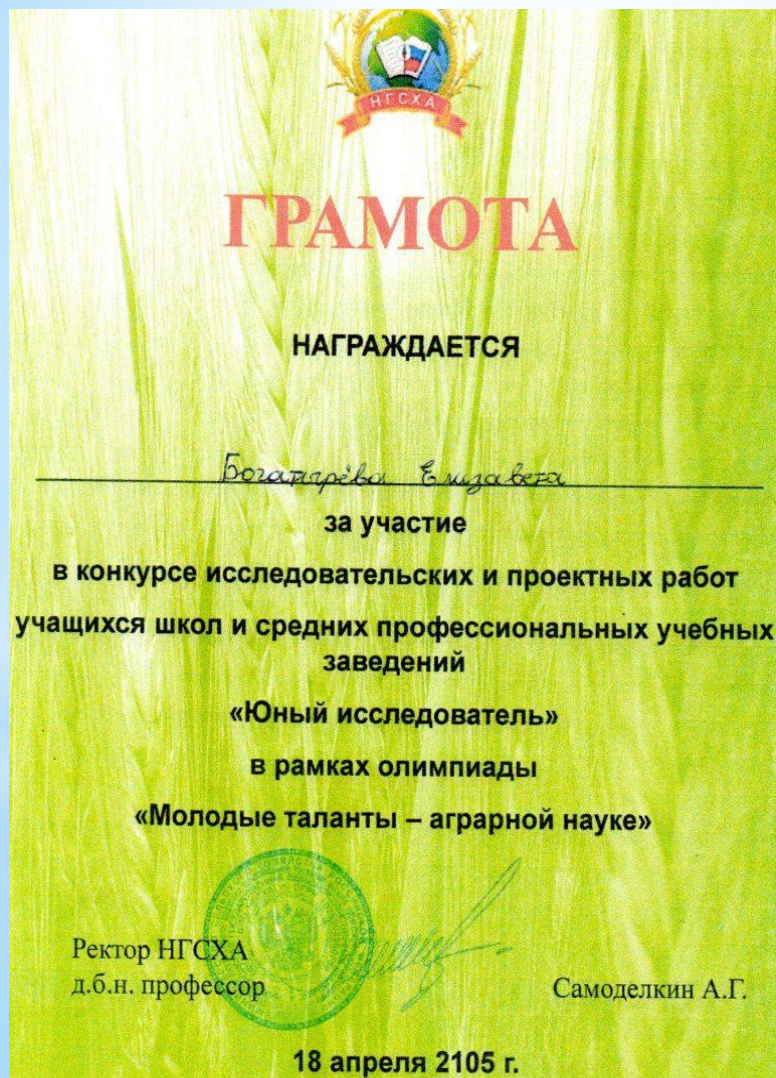 НГСХА
ГРАМОТА
НАГРАЖДАЕТСЯ
Богатырёва Елизавета
за участие
в конкурсе исследовательских и проектных работ
учащихся школ и средних профессиональных учебных
заведений
«Юный исследователь»
в рамках олимпиады
«Молодые таланты – аграрной науке»
Ректор НГСХА
д.б.н. профессор
Самоделкин А.Г.
18 апреля 2105 г.